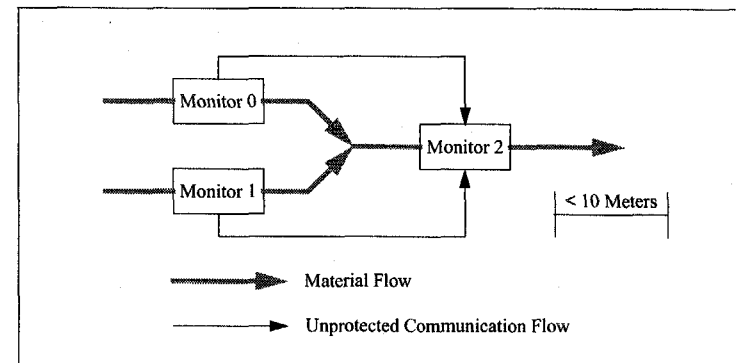 Monitor 0
Monitor 1
Monitor 2
< 10 Meters
Material Flow
Unprotected Communication Flow